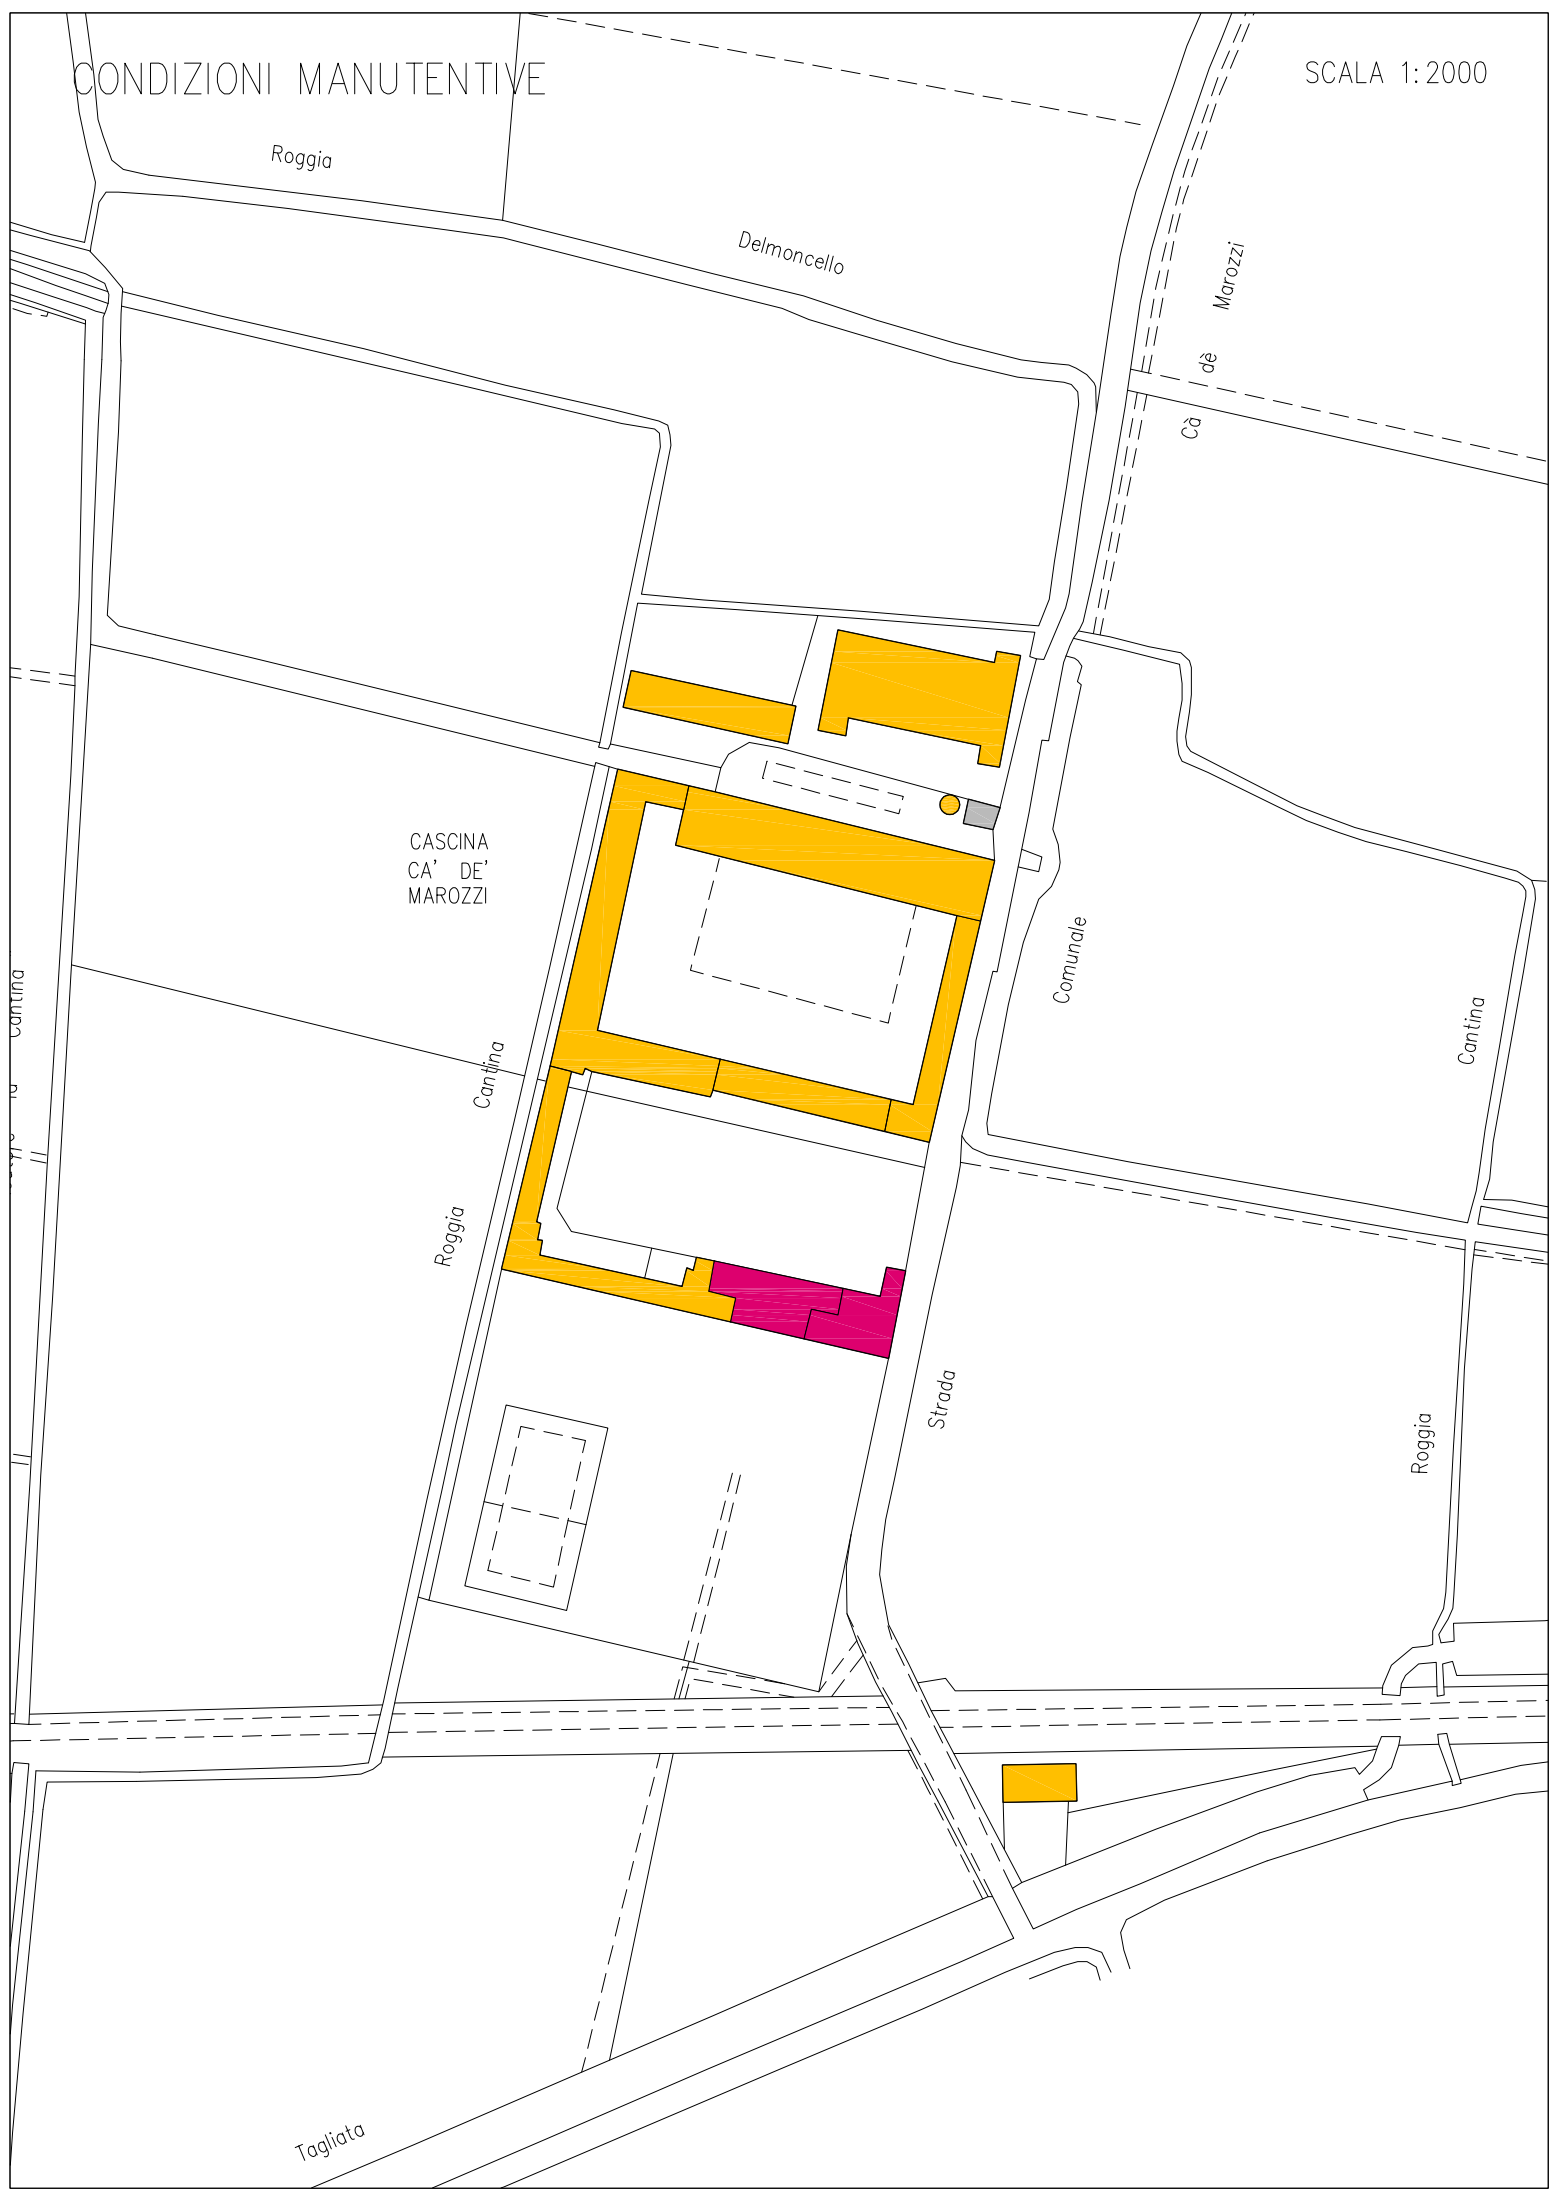 CONDIZIONI MANUTENTIVE
SCALA 1:2000
Roggia
Delmoncello
Cà dè Marozzi
CASCINA
CA' DE'
MAROZZI
Strada Comunale
Roggia Cantina
Roggia Cantina
Cantina
Tagliata